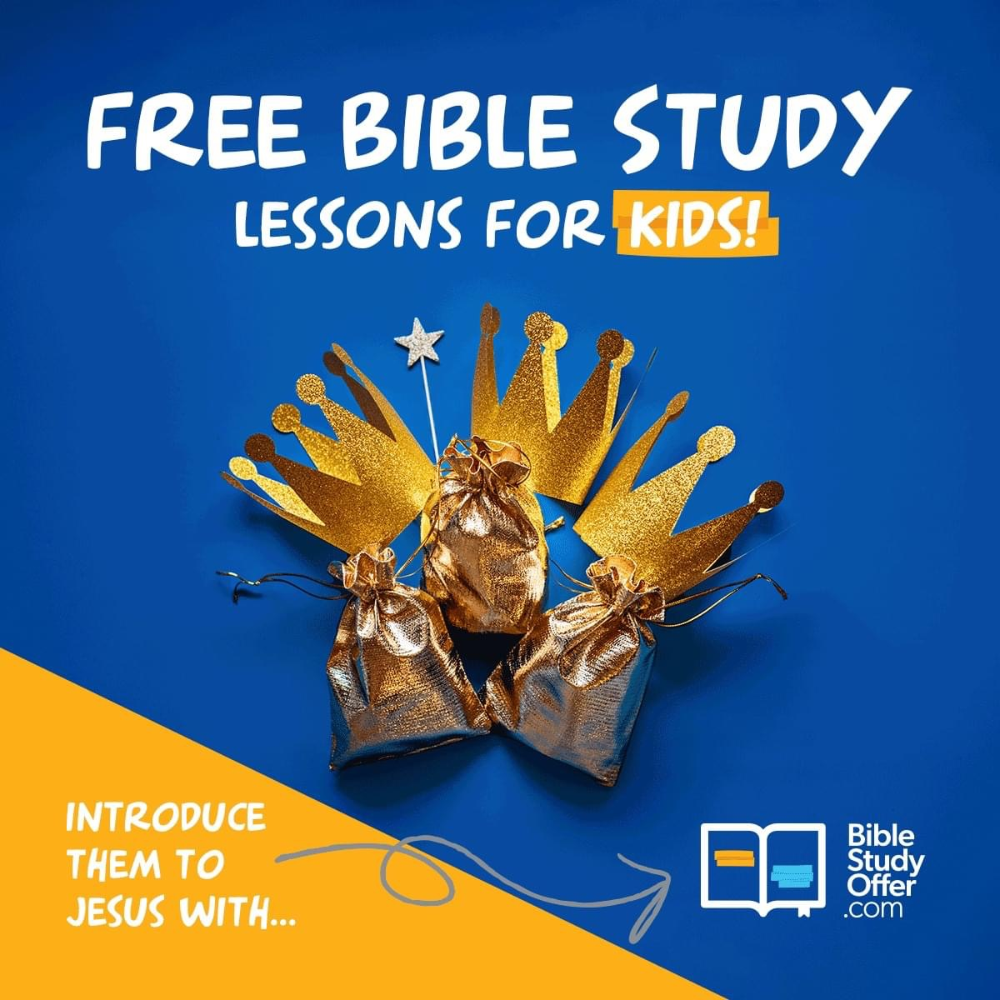 FREE BIBLE STUDY
LESSONS FOR KIDS!
INTRODUCE
THEM TO
JESUS WITH...
Bible
Study
Offer
.com